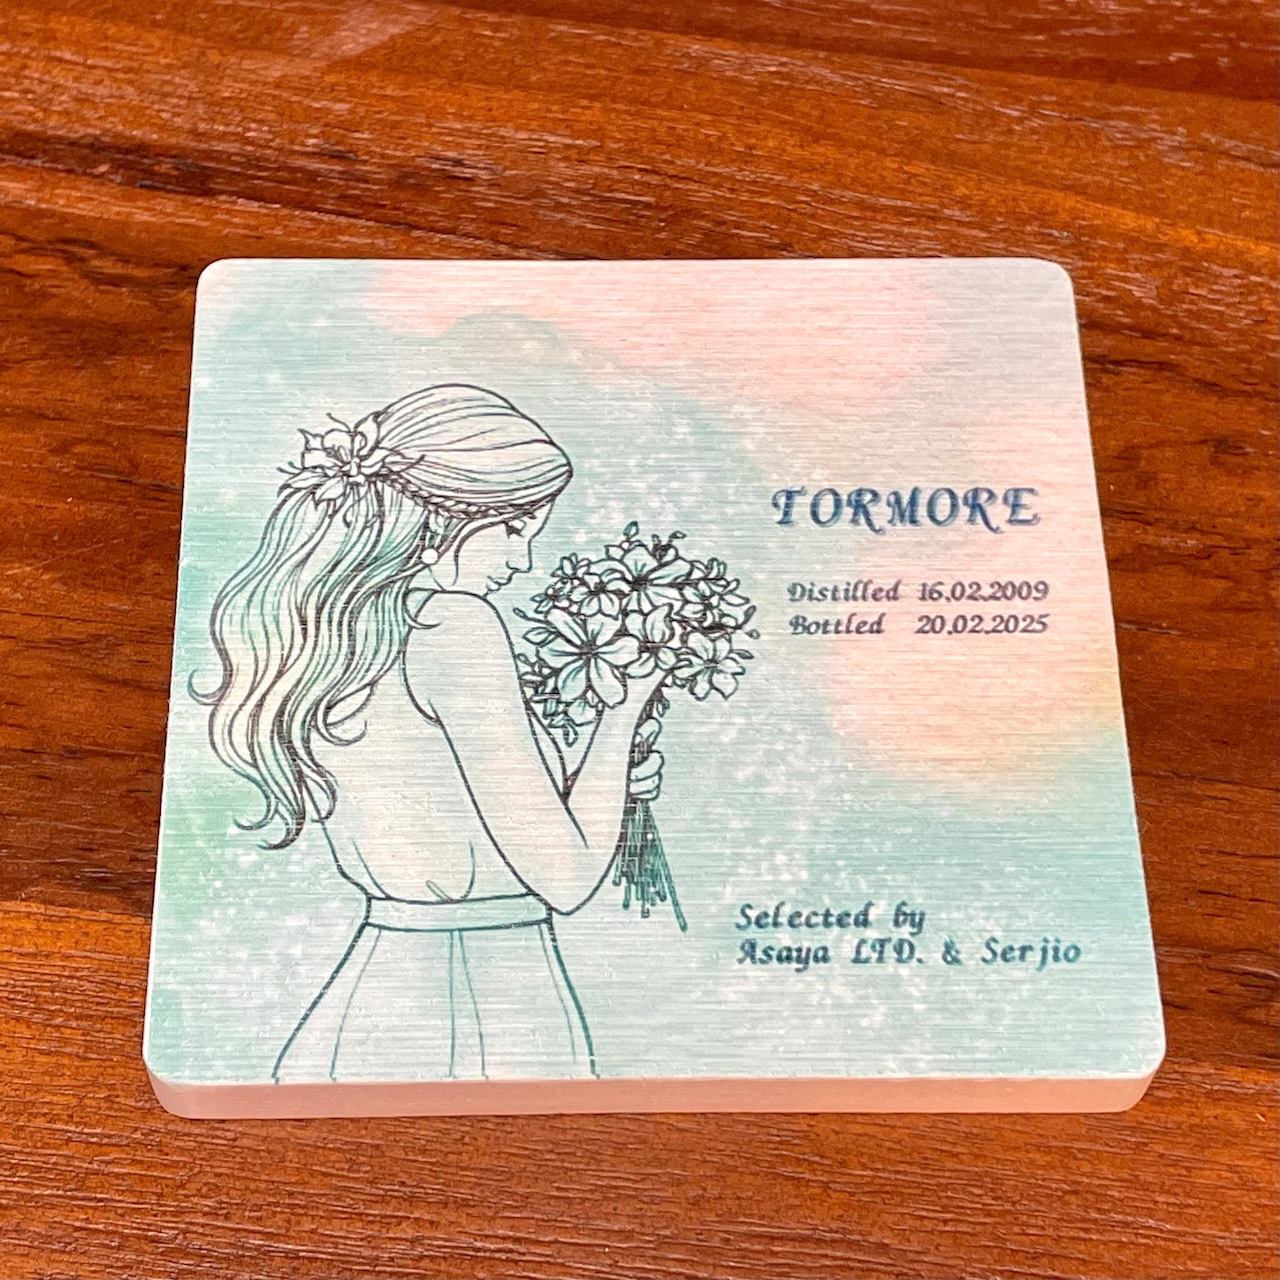 TORMORE
Distilled 16.02.2009
Bottled 20.02.2025
Selected by
Asaya LTD. & Serjio